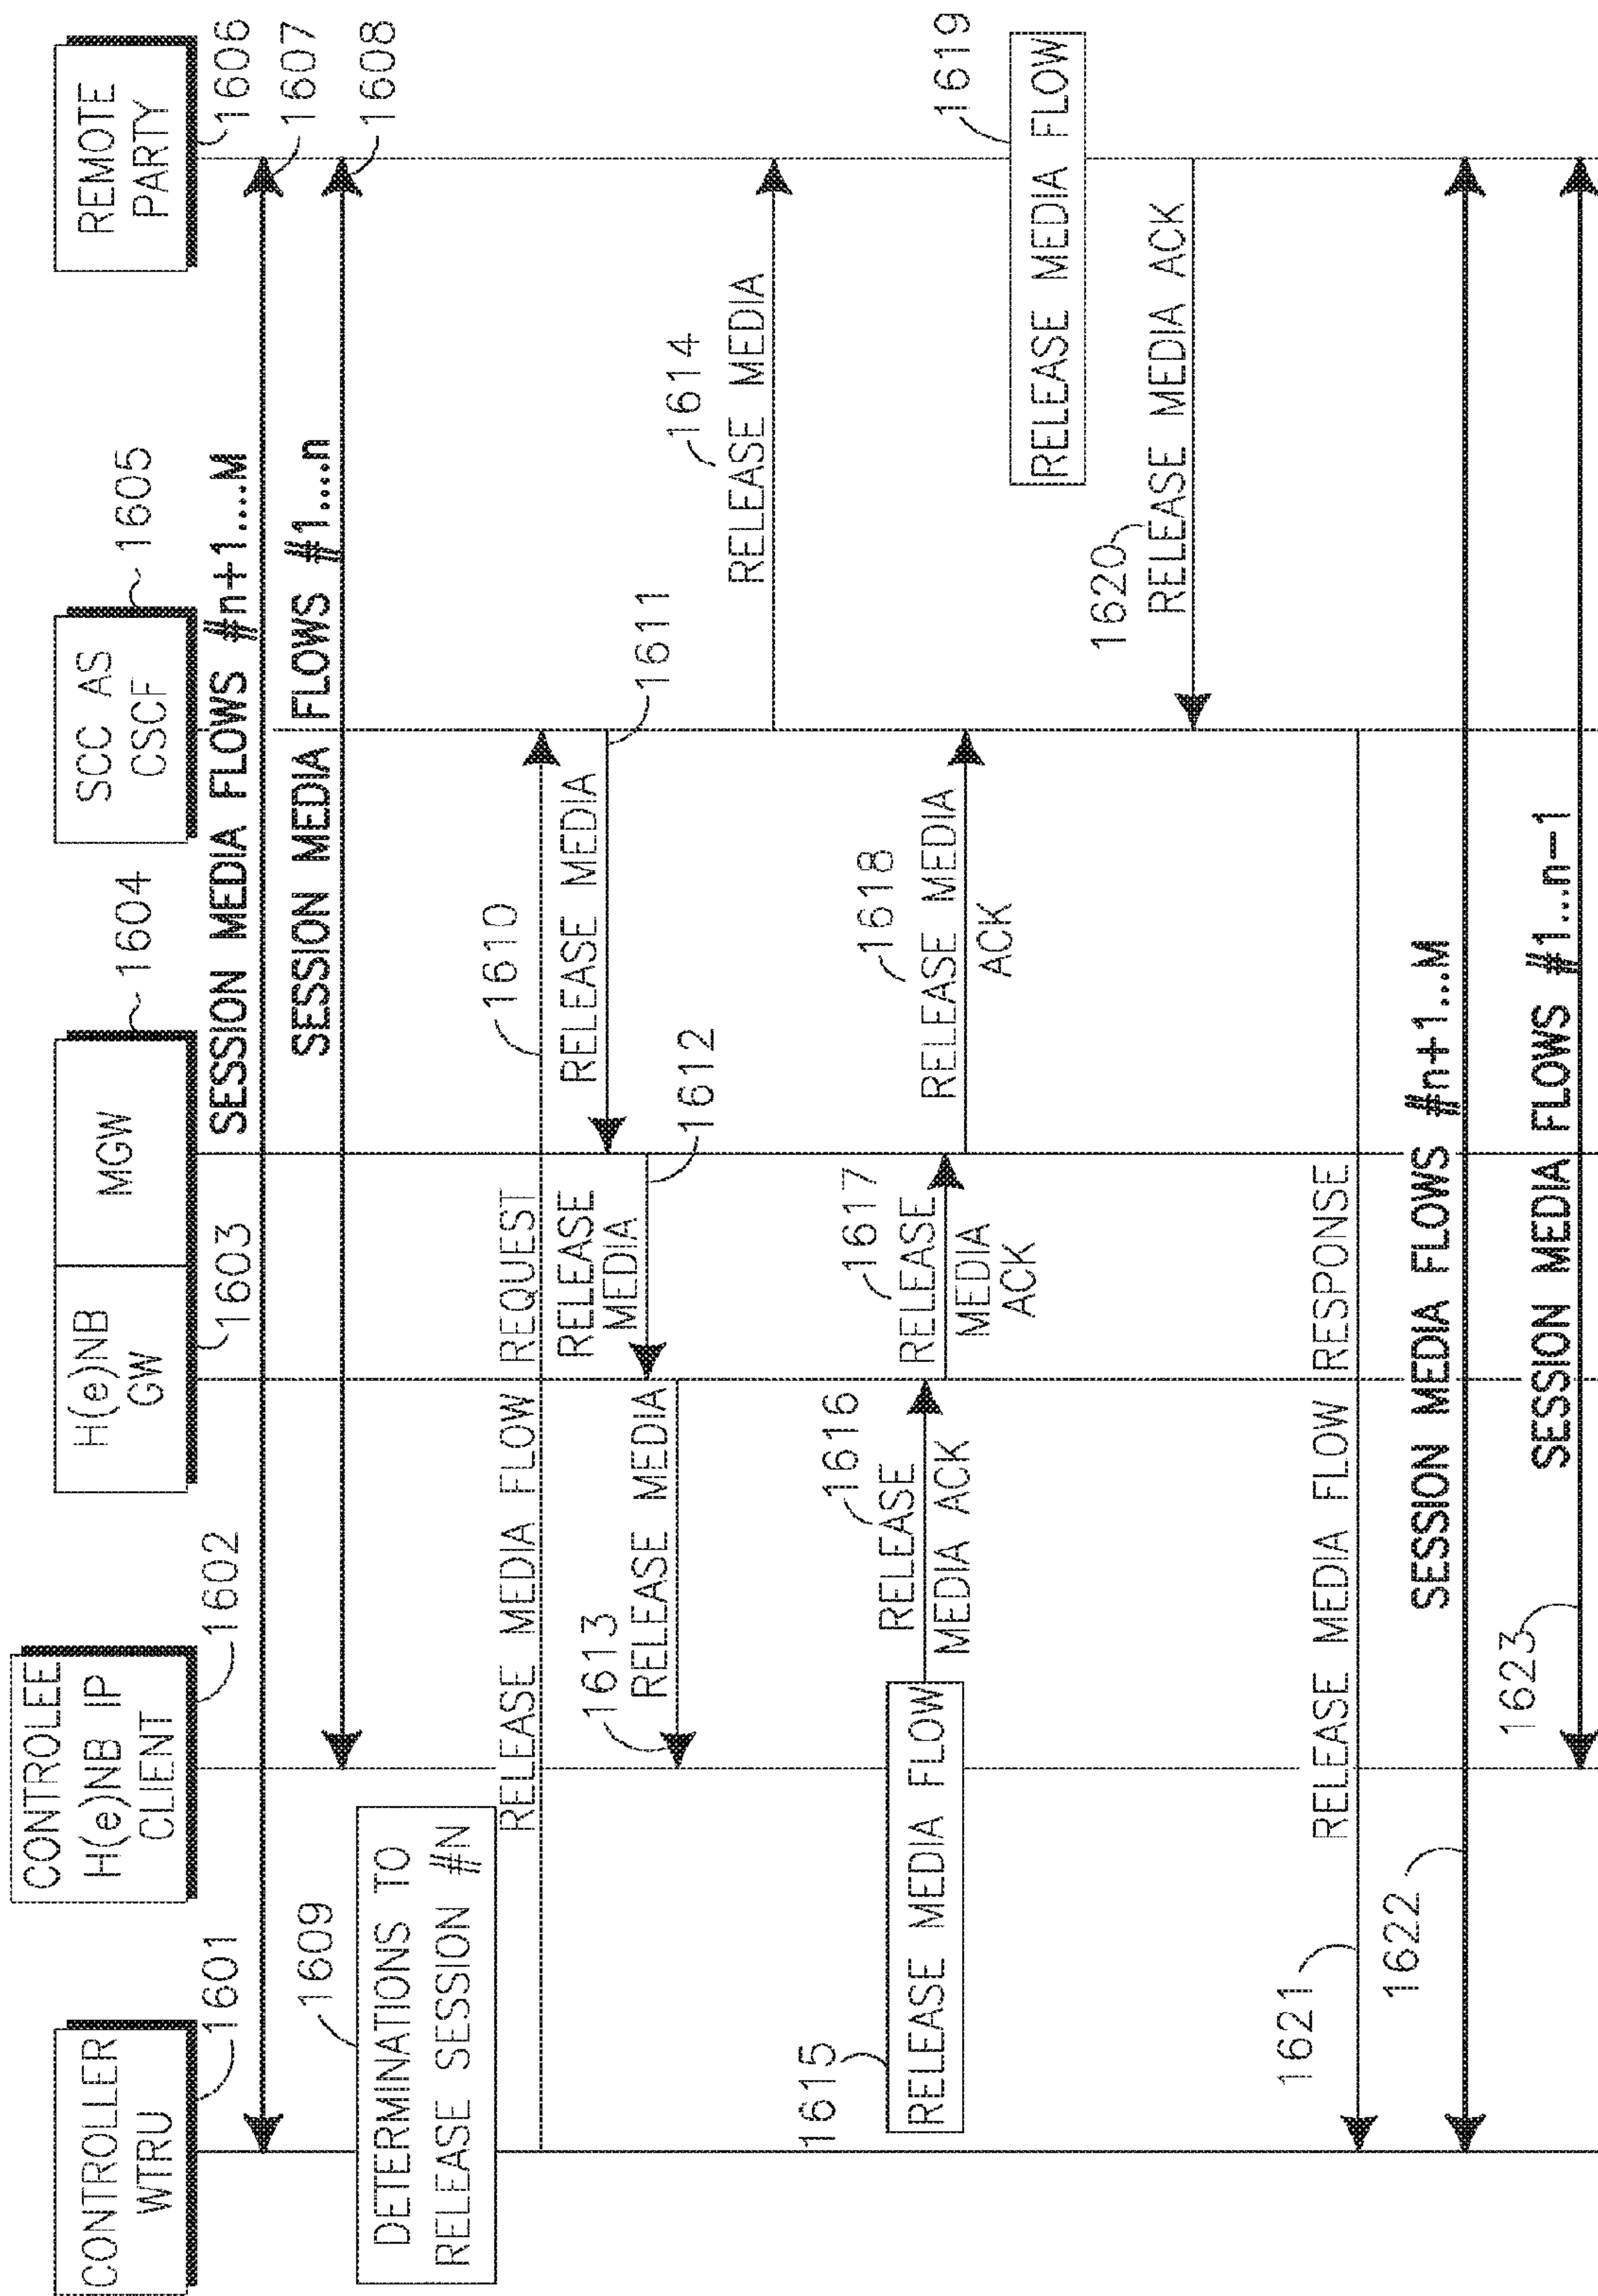 CONTROLLER
WTRU
1601
CONTROLEE
H(e)NB IP
CLIENT
1602
H(e)NB
GW
1603
MGW
1604
SCC AS
CSCF
1605
REMOTE
PARTY
1606
SESSION MEDIA FLOWS #n+1....M
1607
SESSION MEDIA FLOWS #1....n
1608
1609
DETERMINATIONS TO
RELEASE SESSION #N
RELEASE MEDIA FLOW REQUEST
1610
RELEASE MEDIA
1611
RELEASE
MEDIA
1612
1613
RELEASE MEDIA
1614
RELEASE MEDIA
1615
RELEASE MEDIA FLOW
1616
RELEASE
MEDIA ACK
1617
RELEASE
MEDIA
ACK
1618
RELEASE MEDIA
ACK
1619
RELEASE MEDIA FLOW
1620
RELEASE MEDIA ACK
1621
RELEASE MEDIA FLOW RESPONSE
1622
SESSION MEDIA FLOWS #n+1...M
1623
SESSION MEDIA FLOWS #1...n-1